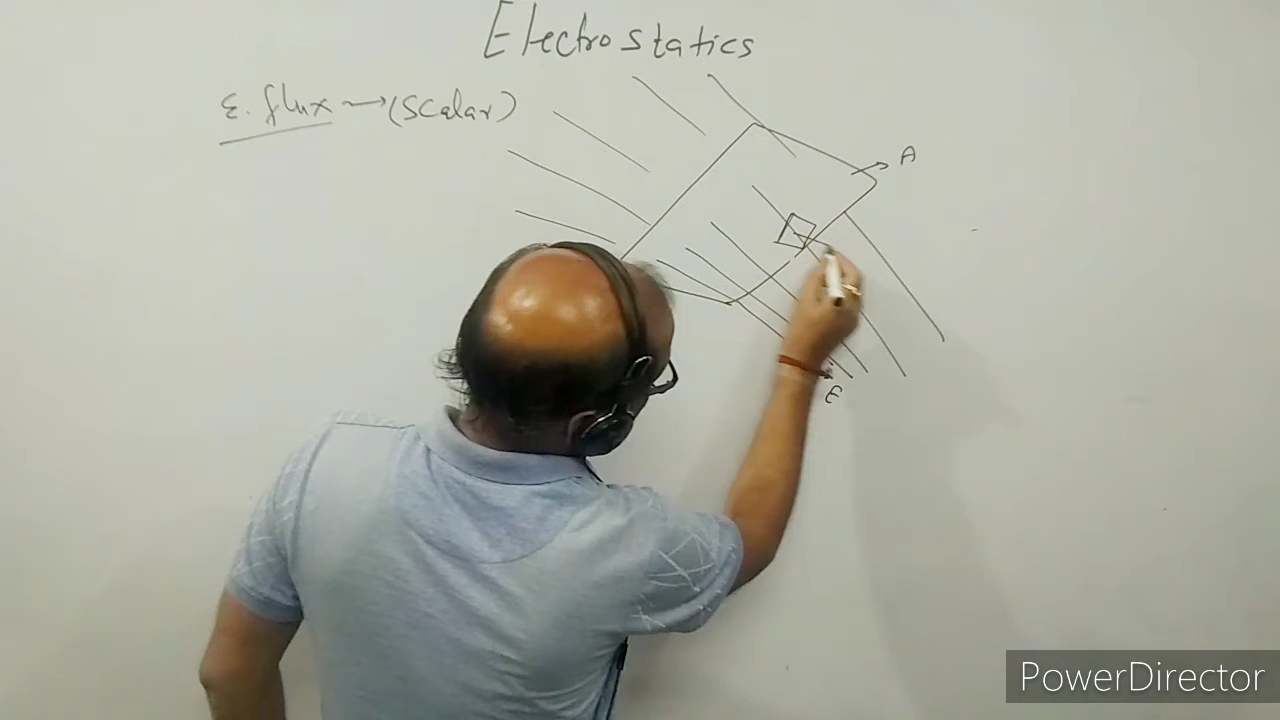 Electrostatics
E. flux → (Scalar)
A
E
PowerDirector